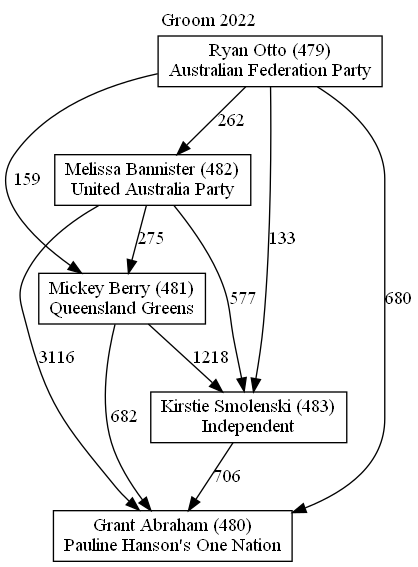 Groom 2022
Ryan Otto (479)
Australian Federation Party
262
Melissa Bannister (482)
United Australia Party
159
275
133
Mickey Berry (481)
Queensland Greens
577
680
3116
1218
Kirstie Smolenski (483)
Independent
682
706
Grant Abraham (480)
Pauline Hanson's One Nation